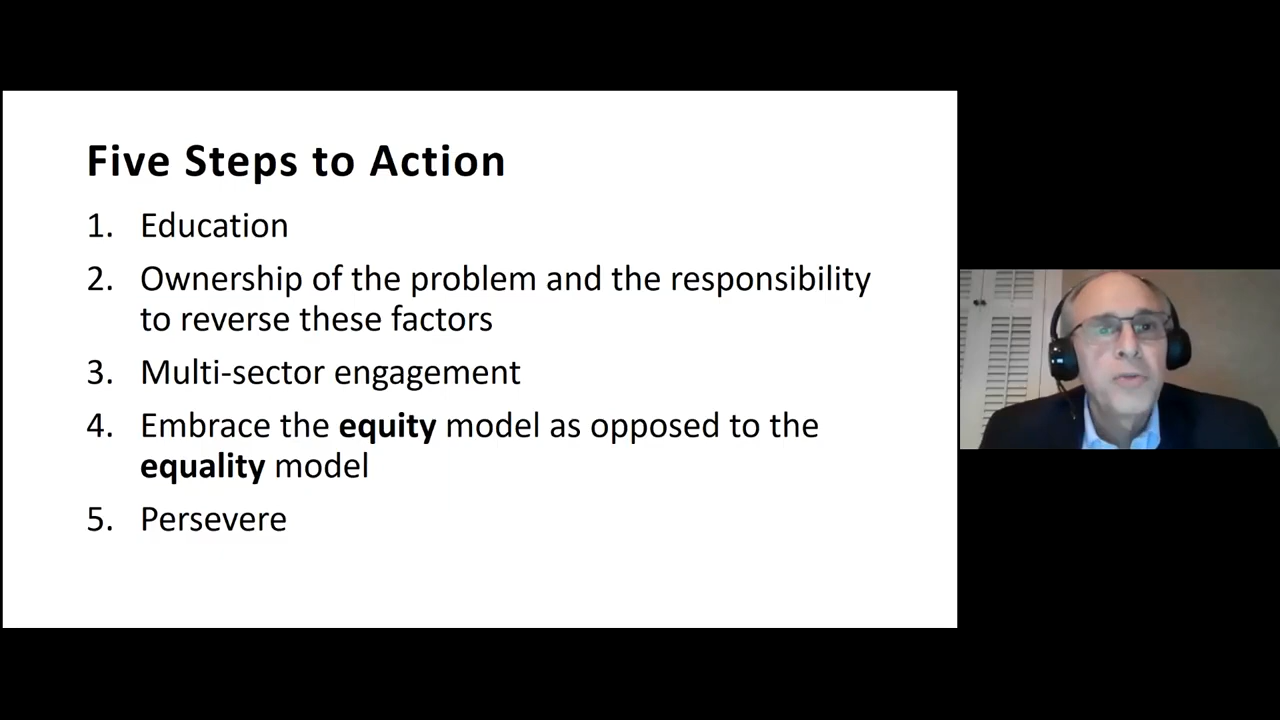 Five Steps to Action
1. Education
2. Ownership of the problem and the responsibility
to reverse these factors
3. Multi-sector engagement
4. Embrace the equity model as opposed to the
equality model
5. Persevere